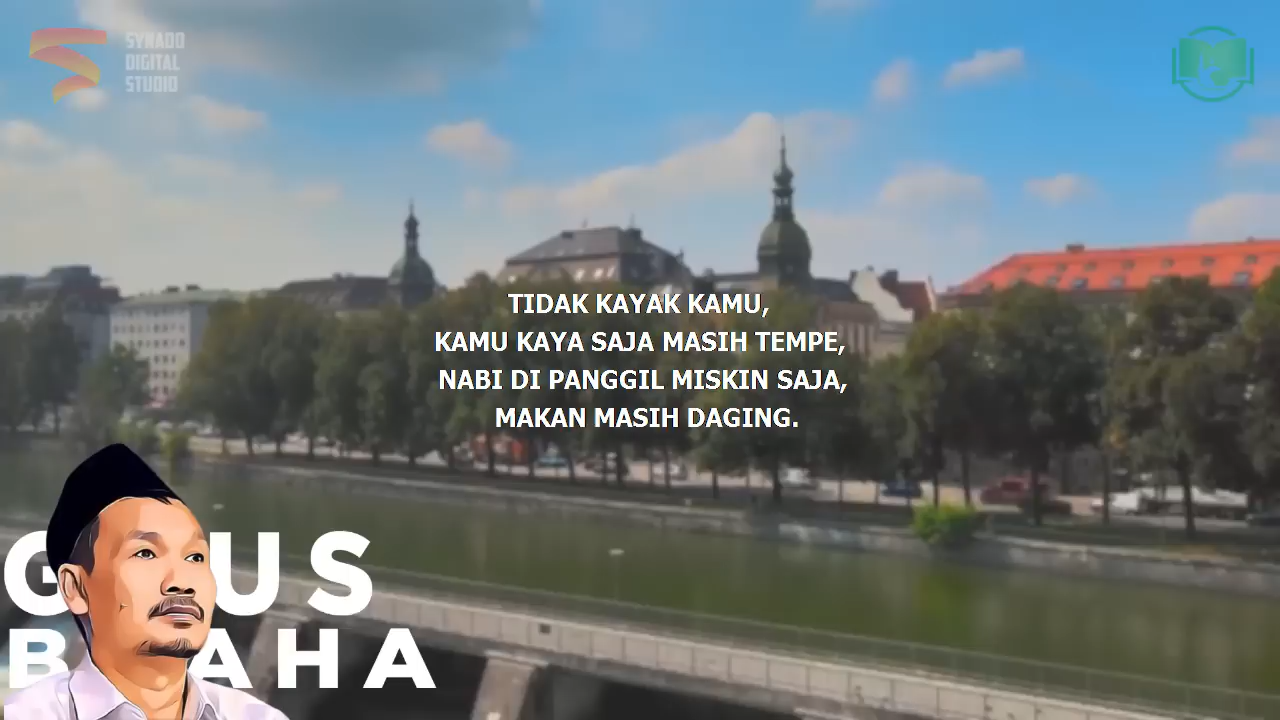 SYNADO
DIGITAL
STUDIO
TIDAK KAYAK KAMU,
KAMU KAYA SAJA MASIH TEMPE,
NABI DI PANGGIL MISKIN SAJA,
MAKAN MASIH DAGING.